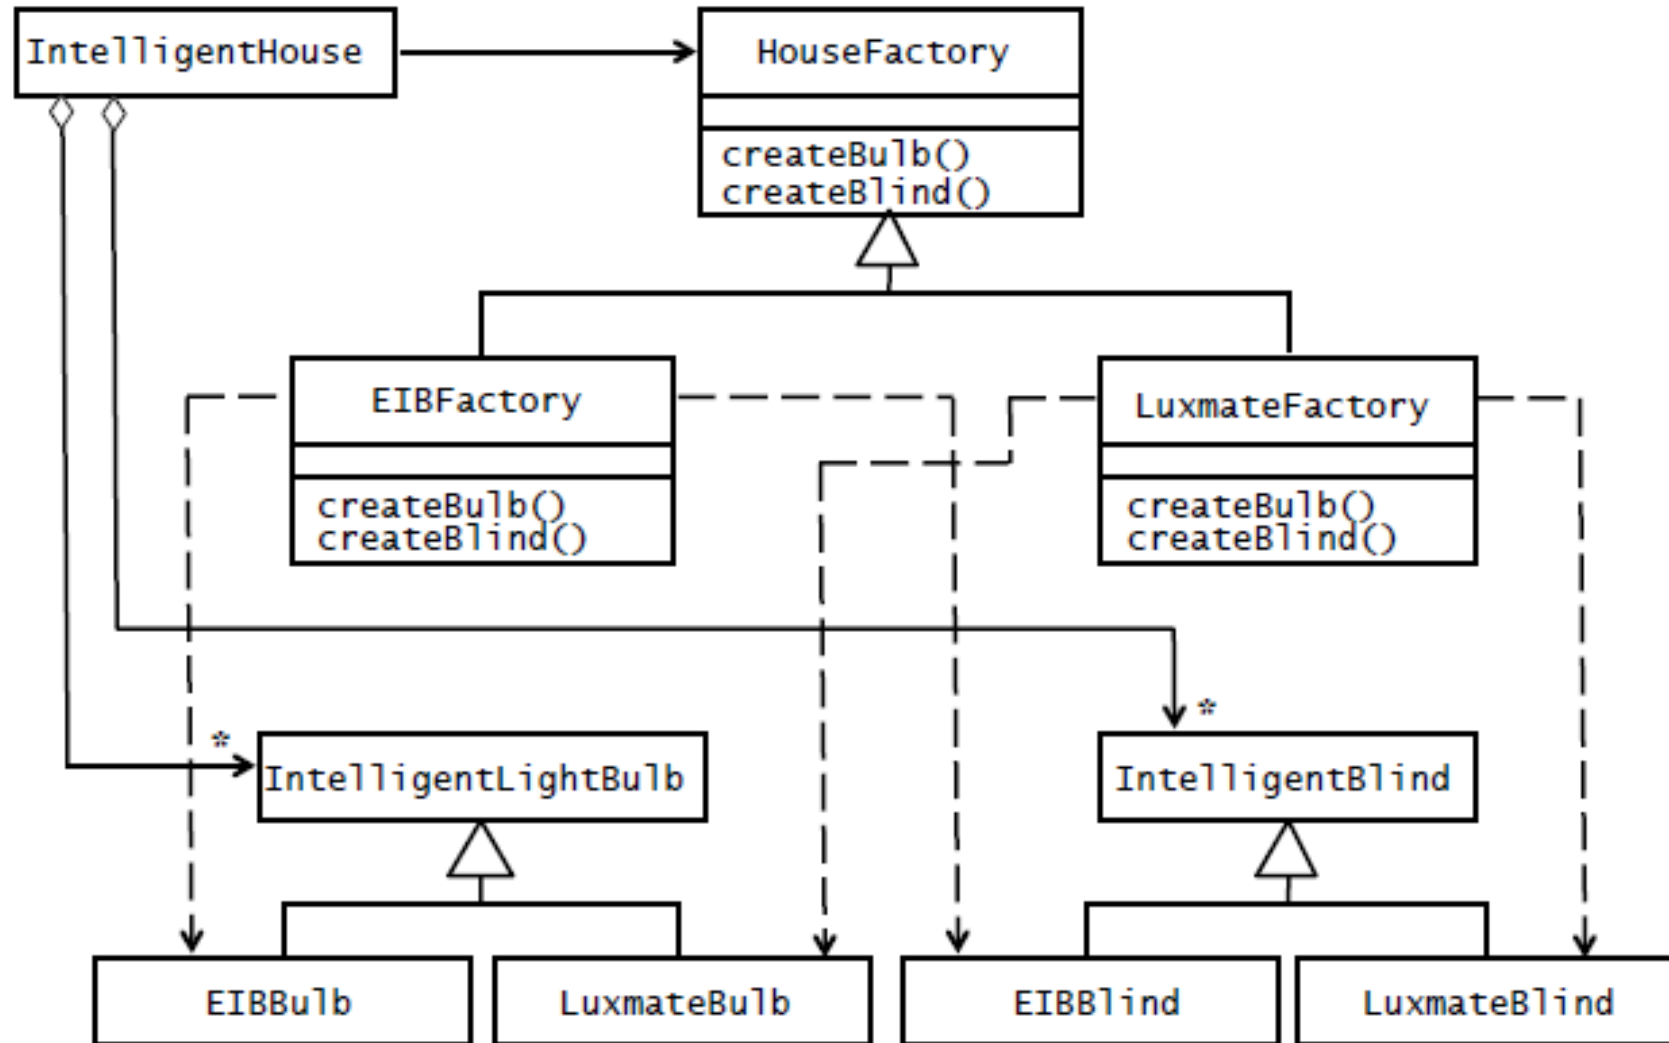 IntelligentHouse
HouseFactory
createBulb()
createBlind()
EIBFactory
LuxmateFactory
createBulb()
createBlind()
createBulb()
createBlind()
*
*
IntelligentLightBulb
IntelligentBlind
EIBBulb
LuxmateBulb
EIBBlind
LuxmateBlind